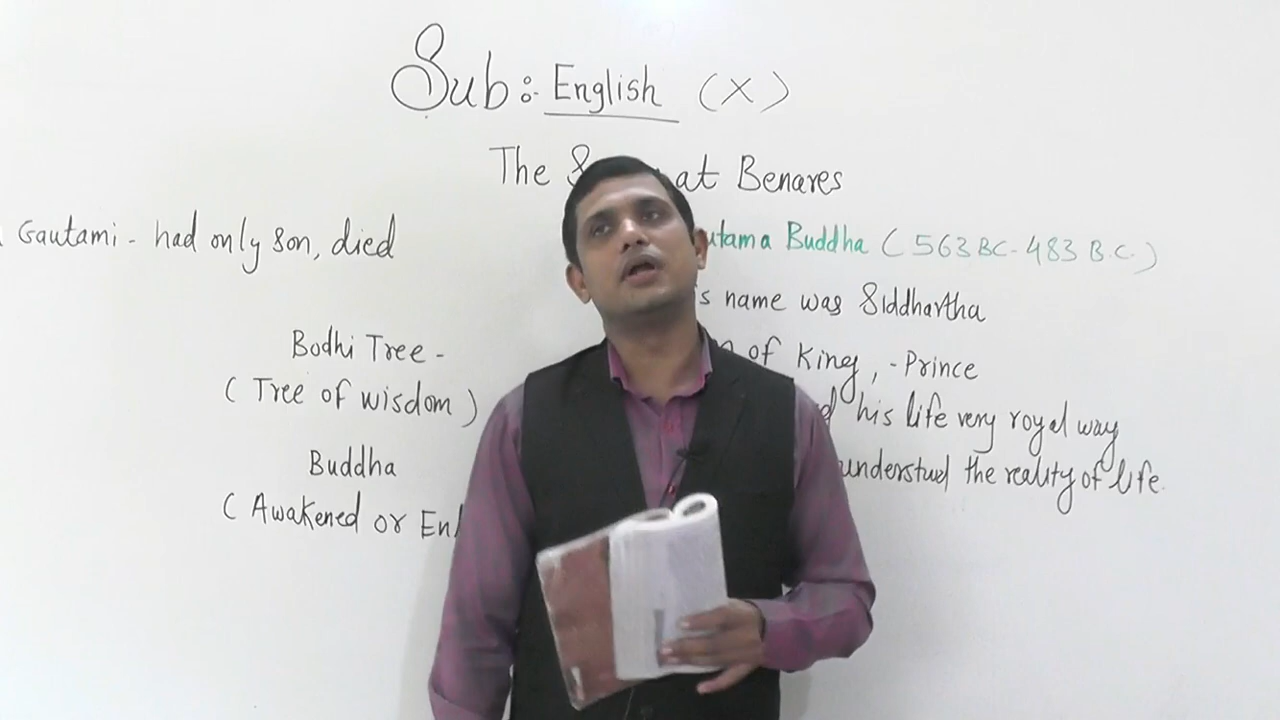 Sub:- English (X)
The at Benares
Gautami - had only son, died
utama Buddha (563 BC - 483 B.C.)
s name was Siddhartha
Bodhi Tree -
of King, - Prince
(Tree of wisdom)
his life very royal way
Buddha
understud the reality of life.
(Awakened or Enl